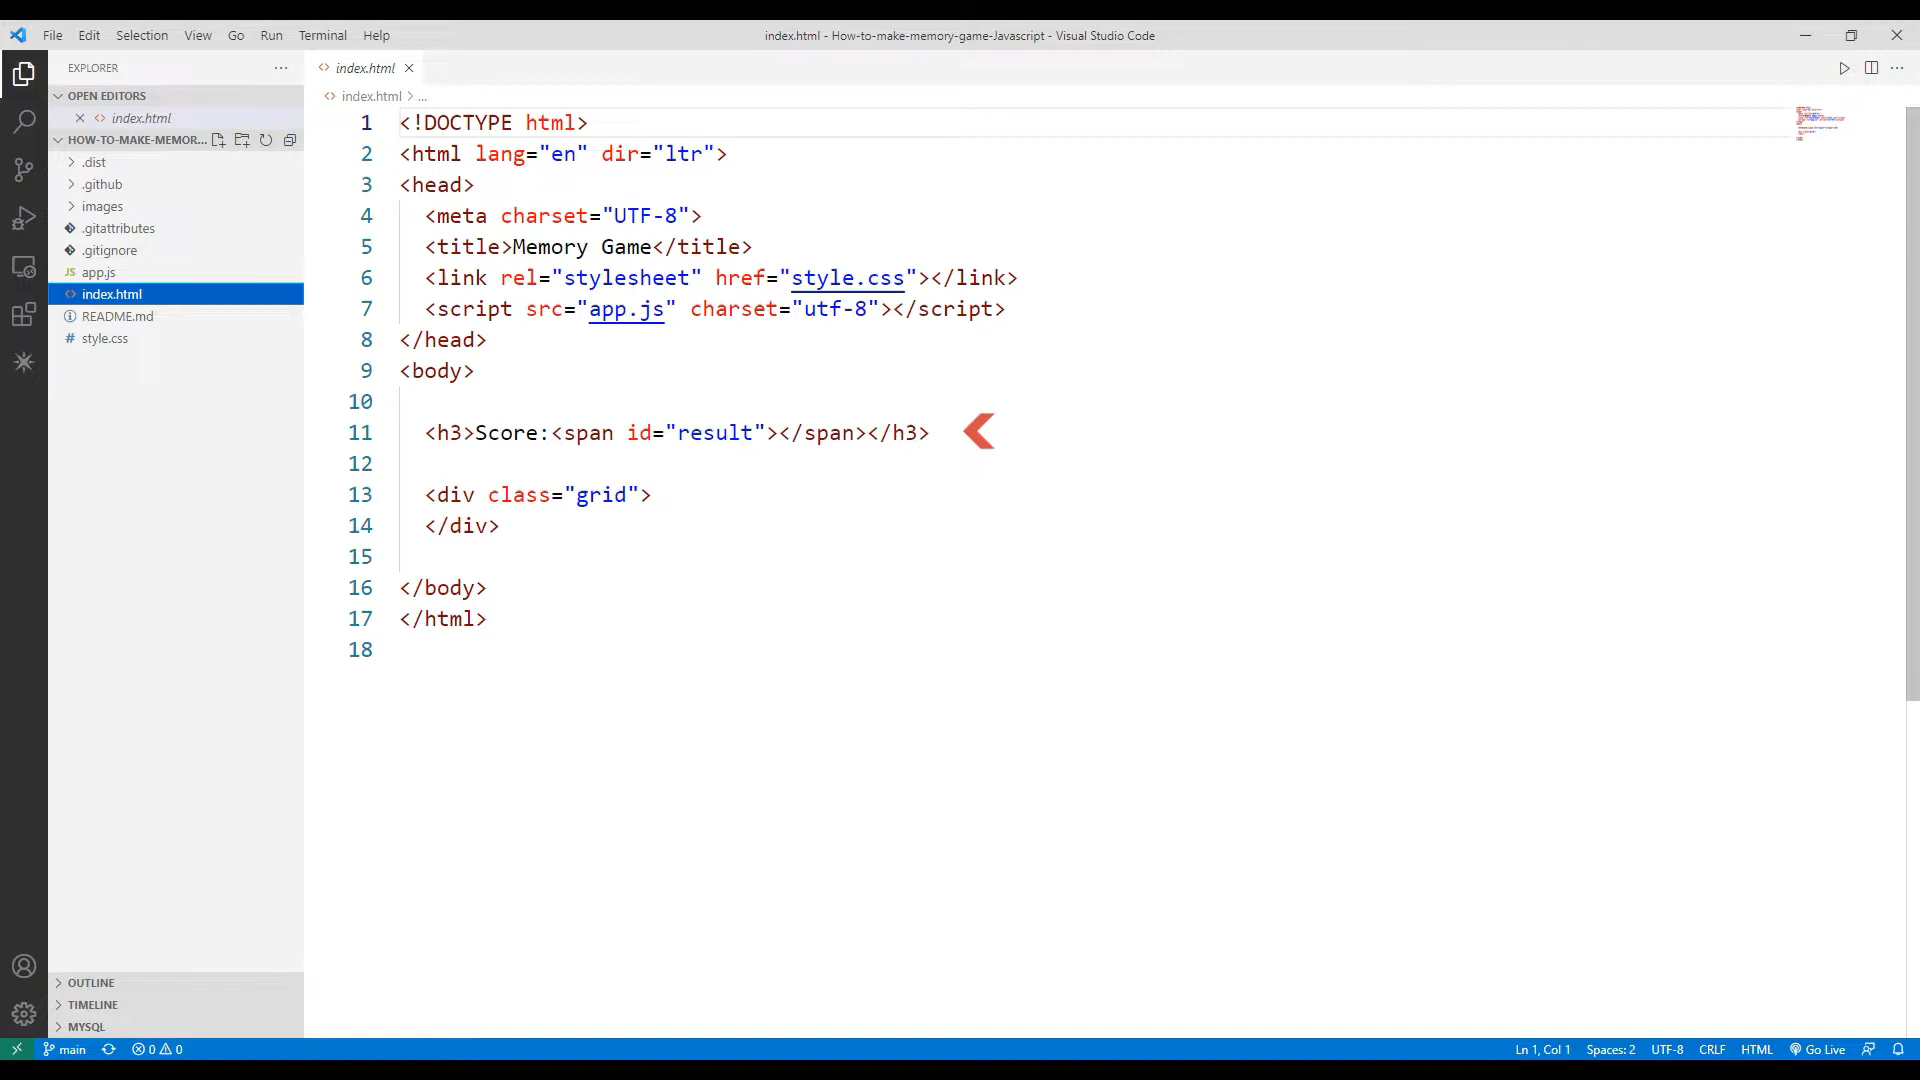 File Edit Selection View Go Run Terminal Help
index.html - How-to-make-memory-game-Javascript - Visual Studio Code
EXPLORER
OPEN EDITORS
index.html
HOW-TO-MAKE-MEMOR...
.dist
.github
images
.gitattributes
.gitignore
JS app.js
index.html
README.md
# style.css
OUTLINE
TIMELINE
MYSQL
index.html
index.html > ...
1 <!DOCTYPE html>
2 <html lang="en" dir="ltr">
3 <head>
4 <meta charset="UTF-8">
5 <title>Memory Game</title>
6 <link rel="stylesheet" href="style.css"></link>
7 <script src="app.js" charset="utf-8"></script>
8 </head>
9 <body>
10
11 <h3>Score:<span id="result"></span></h3>
12
13 <div class="grid">
14 </div>
15
16 </body>
17 </html>
18
main 0 0 Ln 1, Col 1 Spaces: 2 UTF-8 CRLF HTML Go Live